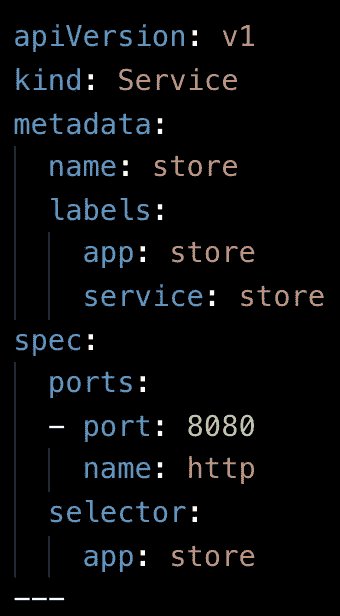 apiVersion: v1
kind: Service
metadata:
  name: store
  labels:
    app: store
    service: store
spec:
  ports:
  - port: 8080
    name: http
  selector:
    app: store
---